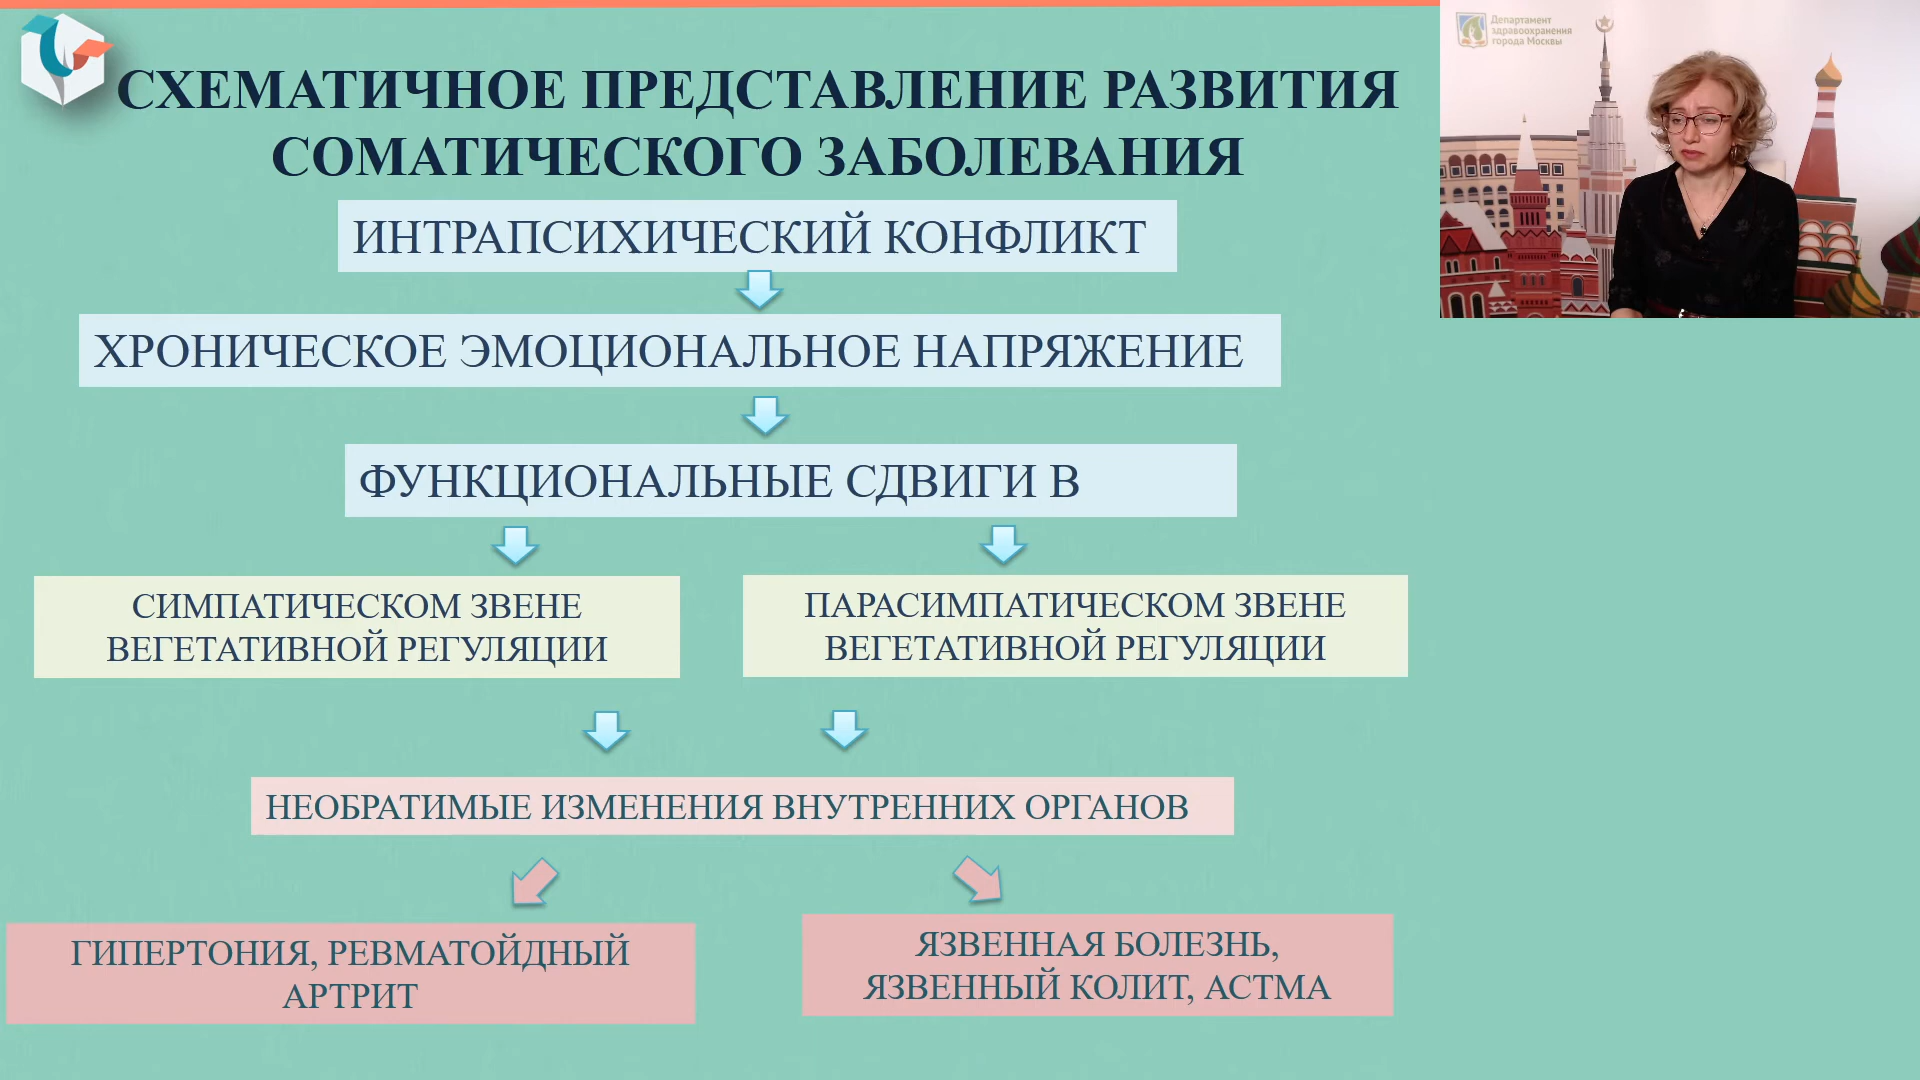 СХЕМАТИЧНОЕ ПРЕДСТАВЛЕНИЕ РАЗВИТИЯ
СОМАТИЧЕСКОГО ЗАБОЛЕВАНИЯ
ИНТРАПСИХИЧЕСКИЙ КОНФЛИКТ
ХРОНИЧЕСКОЕ ЭМОЦИОНАЛЬНОЕ НАПРЯЖЕНИЕ
ФУНКЦИОНАЛЬНЫЕ СДВИГИ В
СИМПАТИЧЕСКОМ ЗВЕНЕ
ВЕГЕТАТИВНОЙ РЕГУЛЯЦИИ
ПАРАСИМПАТИЧЕСКОМ ЗВЕНЕ
ВЕГЕТАТИВНОЙ РЕГУЛЯЦИИ
НЕОБРАТИМЫЕ ИЗМЕНЕНИЯ ВНУТРЕННИХ ОРГАНОВ
ГИПЕРТОНИЯ, РЕВМАТОЙДНЫЙ
АРТРИТ
ЯЗВЕННАЯ БОЛЕЗНЬ,
ЯЗВЕННЫЙ КОЛИТ, АСТМА
Департамент
здравоохранения
города Москвы